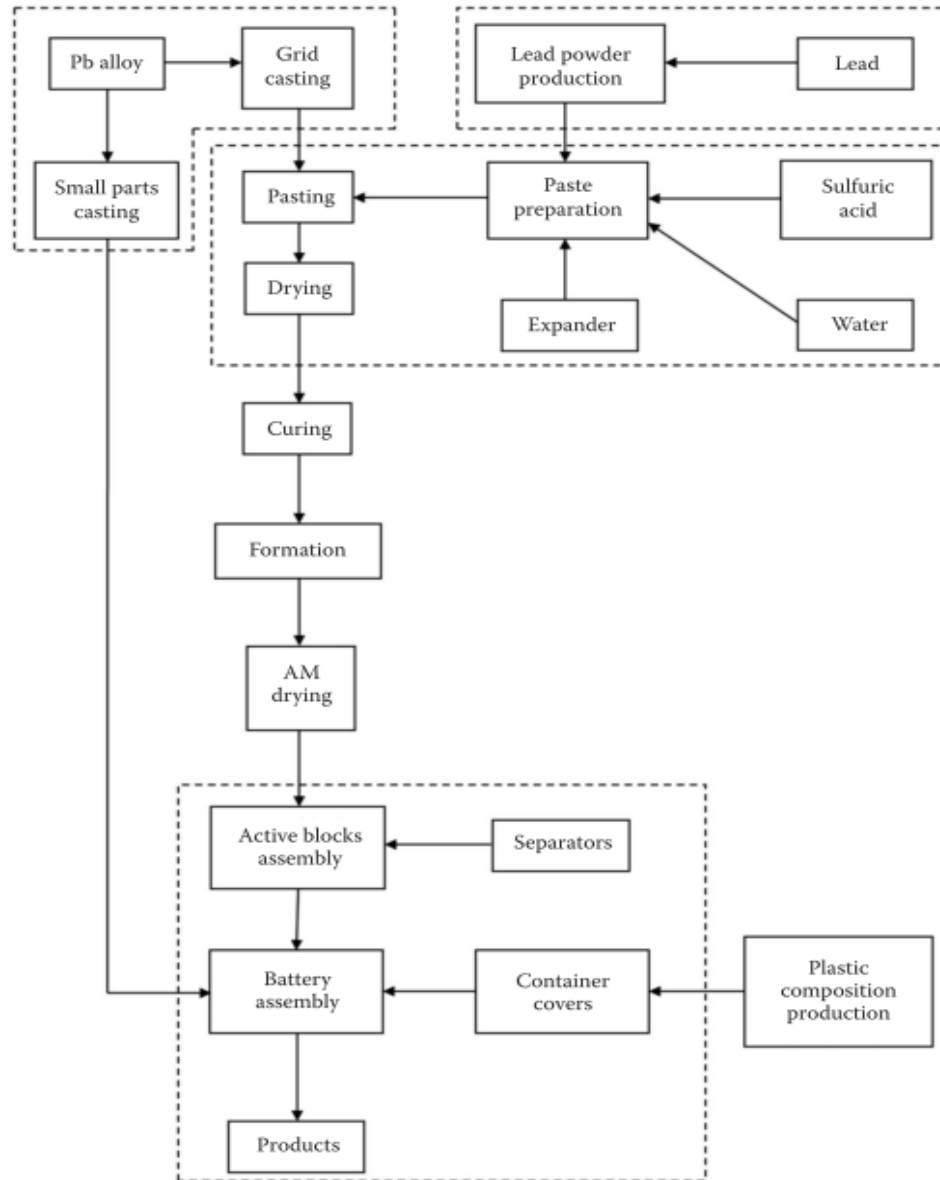 Pb alloy
Grid
casting
Lead powder
production
Lead
Small parts
casting
Pasting
Paste
preparation
Sulfuric
acid
Drying
Expander
Water
Curing
Formation
AM
drying
Active blocks
assembly
Separators
Battery
assembly
Container
covers
Plastic
composition
production
Products